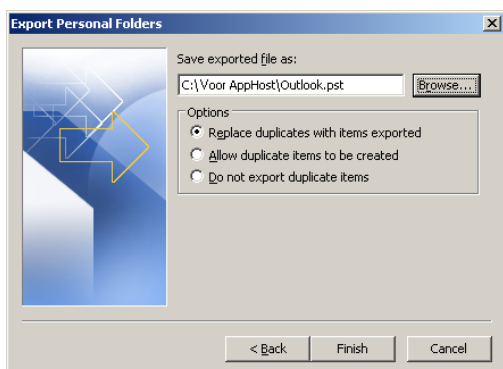 Export Personal Folders
Save exported file as:
C:\Voor AppHost\Outlook.pst
Browse...
Options
Replace duplicates with items exported
Allow duplicate items to be created
Do not export duplicate items
< Back Finish Cancel